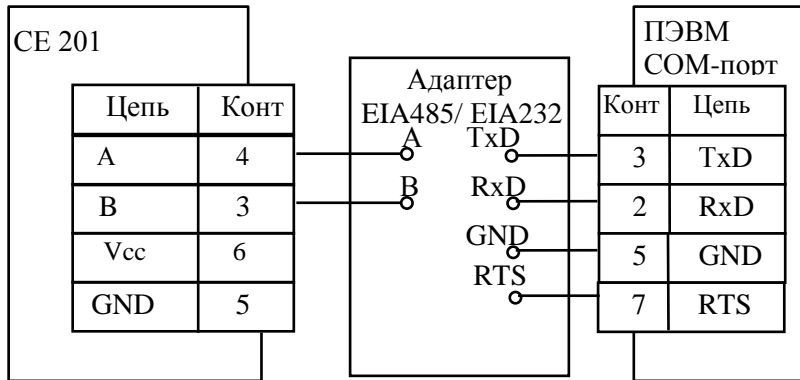 CE 201
Цепь Конт
A 4
B 3
Vcc 6
GND 5
Адаптер
EIA485/ EIA232
A TxD
B RxD
GND
RTS
ПЭВМ
COM-порт
Конт Цепь
3 TxD
2 RxD
5 GND
7 RTS